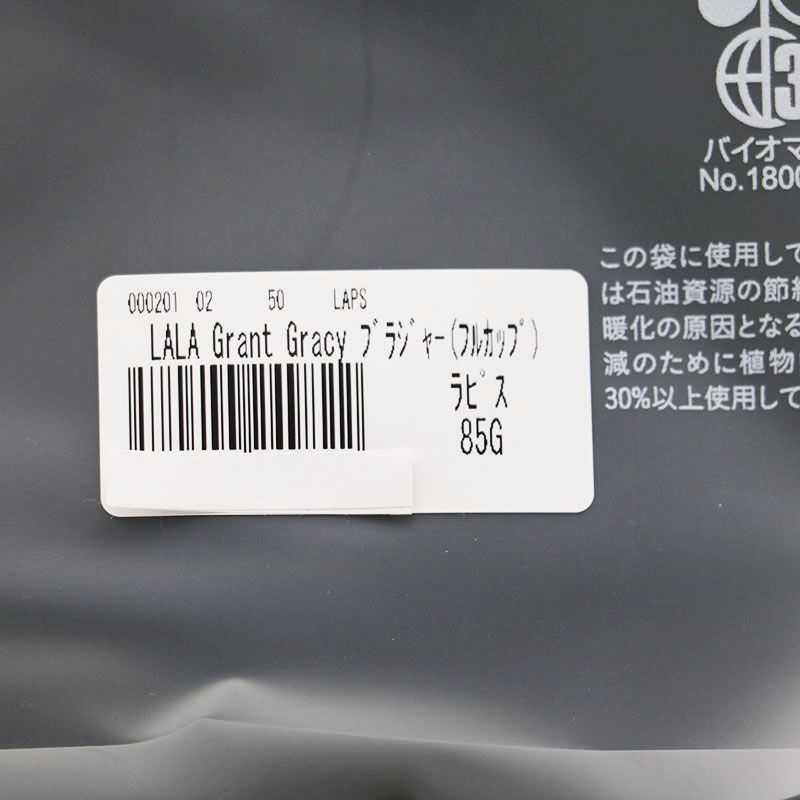 3
バイオマ
No.1800
この袋に使用して
は石油資源の節約
暖化の原因となる
減のために植物
30%以上使用して
000201 02 50 LAPS
LALA Grant Gracy ﾌﾞﾗｼﾞｬｰ(ﾌﾙｶｯﾌﾟ)
ﾗﾋﾟｽ
85G